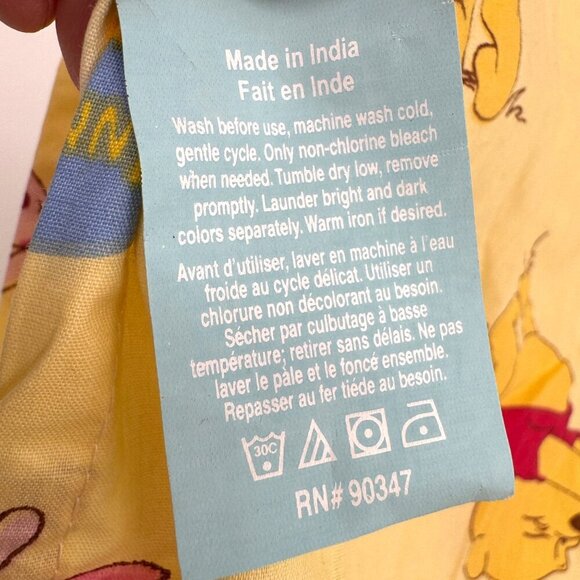 Made in India
Fait en Inde
Wash before use, machine wash cold,
gentle cycle. Only non-chlorine bleach
when needed. Tumble dry low, remove
promptly. Launder bright and dark
colors separately. Warm iron if desired.
Avant d'utiliser, laver en machine à l'eau
froide au cycle délicat. Utiliser un
chlorure non décolorant au besoin.
Sécher par culbutage à basse
température; retirer sans délais. Ne pas
laver le pâle et le foncé ensemble.
Repasser au fer tiéde au besoin.
30C
RN# 90347